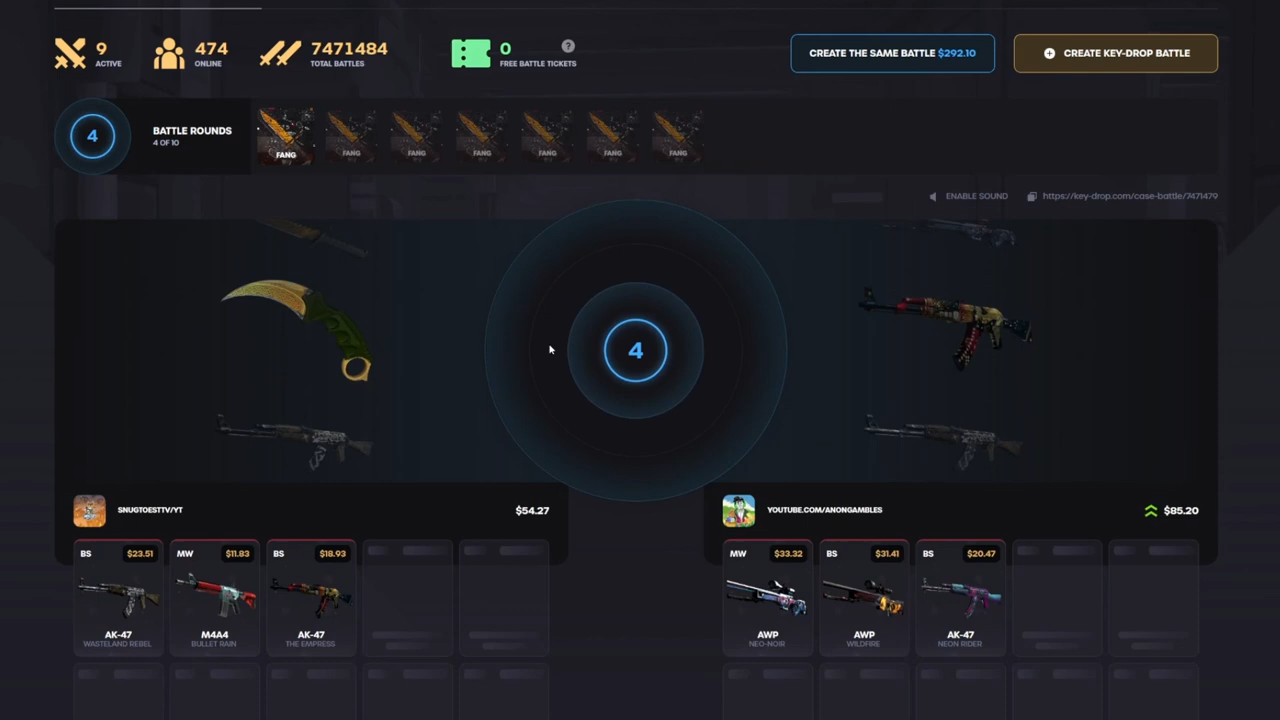 9
ACTIVE
474
ONLINE
7471484
TOTAL BATTLES
0
FREE BATTLE TICKETS
?
CREATE THE SAME BATTLE $292.10
CREATE KEY-DROP BATTLE
4
BATTLE ROUNDS
4 OF 10
FANG
FANG
FANG
FANG
FANG
FANG
FANG
ENABLE SOUND
https://key-drop.com/case-battle/7471479
4
SNUGTOESTTV/YT
$54.27
YOUTUBE.COM/ANONGAMBLES
$85.20
BS $23.51
AK-47
WASTELAND REBEL
MW $11.83
M4A4
BULLET RAIN
BS $18.93
AK-47
THE EMPRESS
MW $33.32
AWP
NEO-NOIR
BS $31.41
AWP
WILDFIRE
BS $20.47
AK-47
NEON RIDER